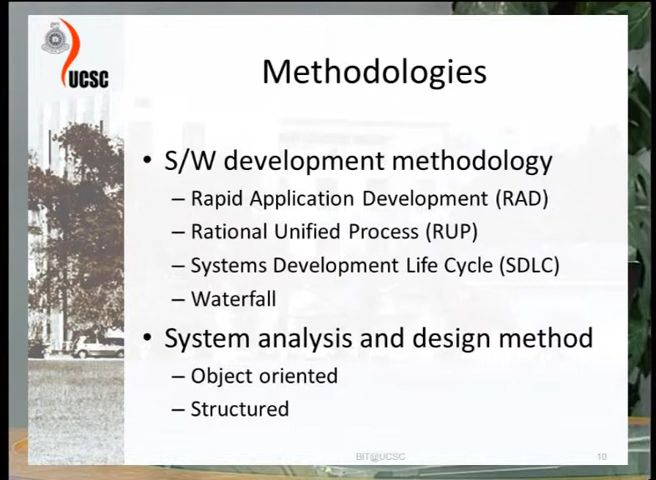 UCSC
Methodologies
• S/W development methodology
– Rapid Application Development (RAD)
– Rational Unified Process (RUP)
– Systems Development Life Cycle (SDLC)
– Waterfall
• System analysis and design method
– Object oriented
– Structured
BIT@UCSC
10